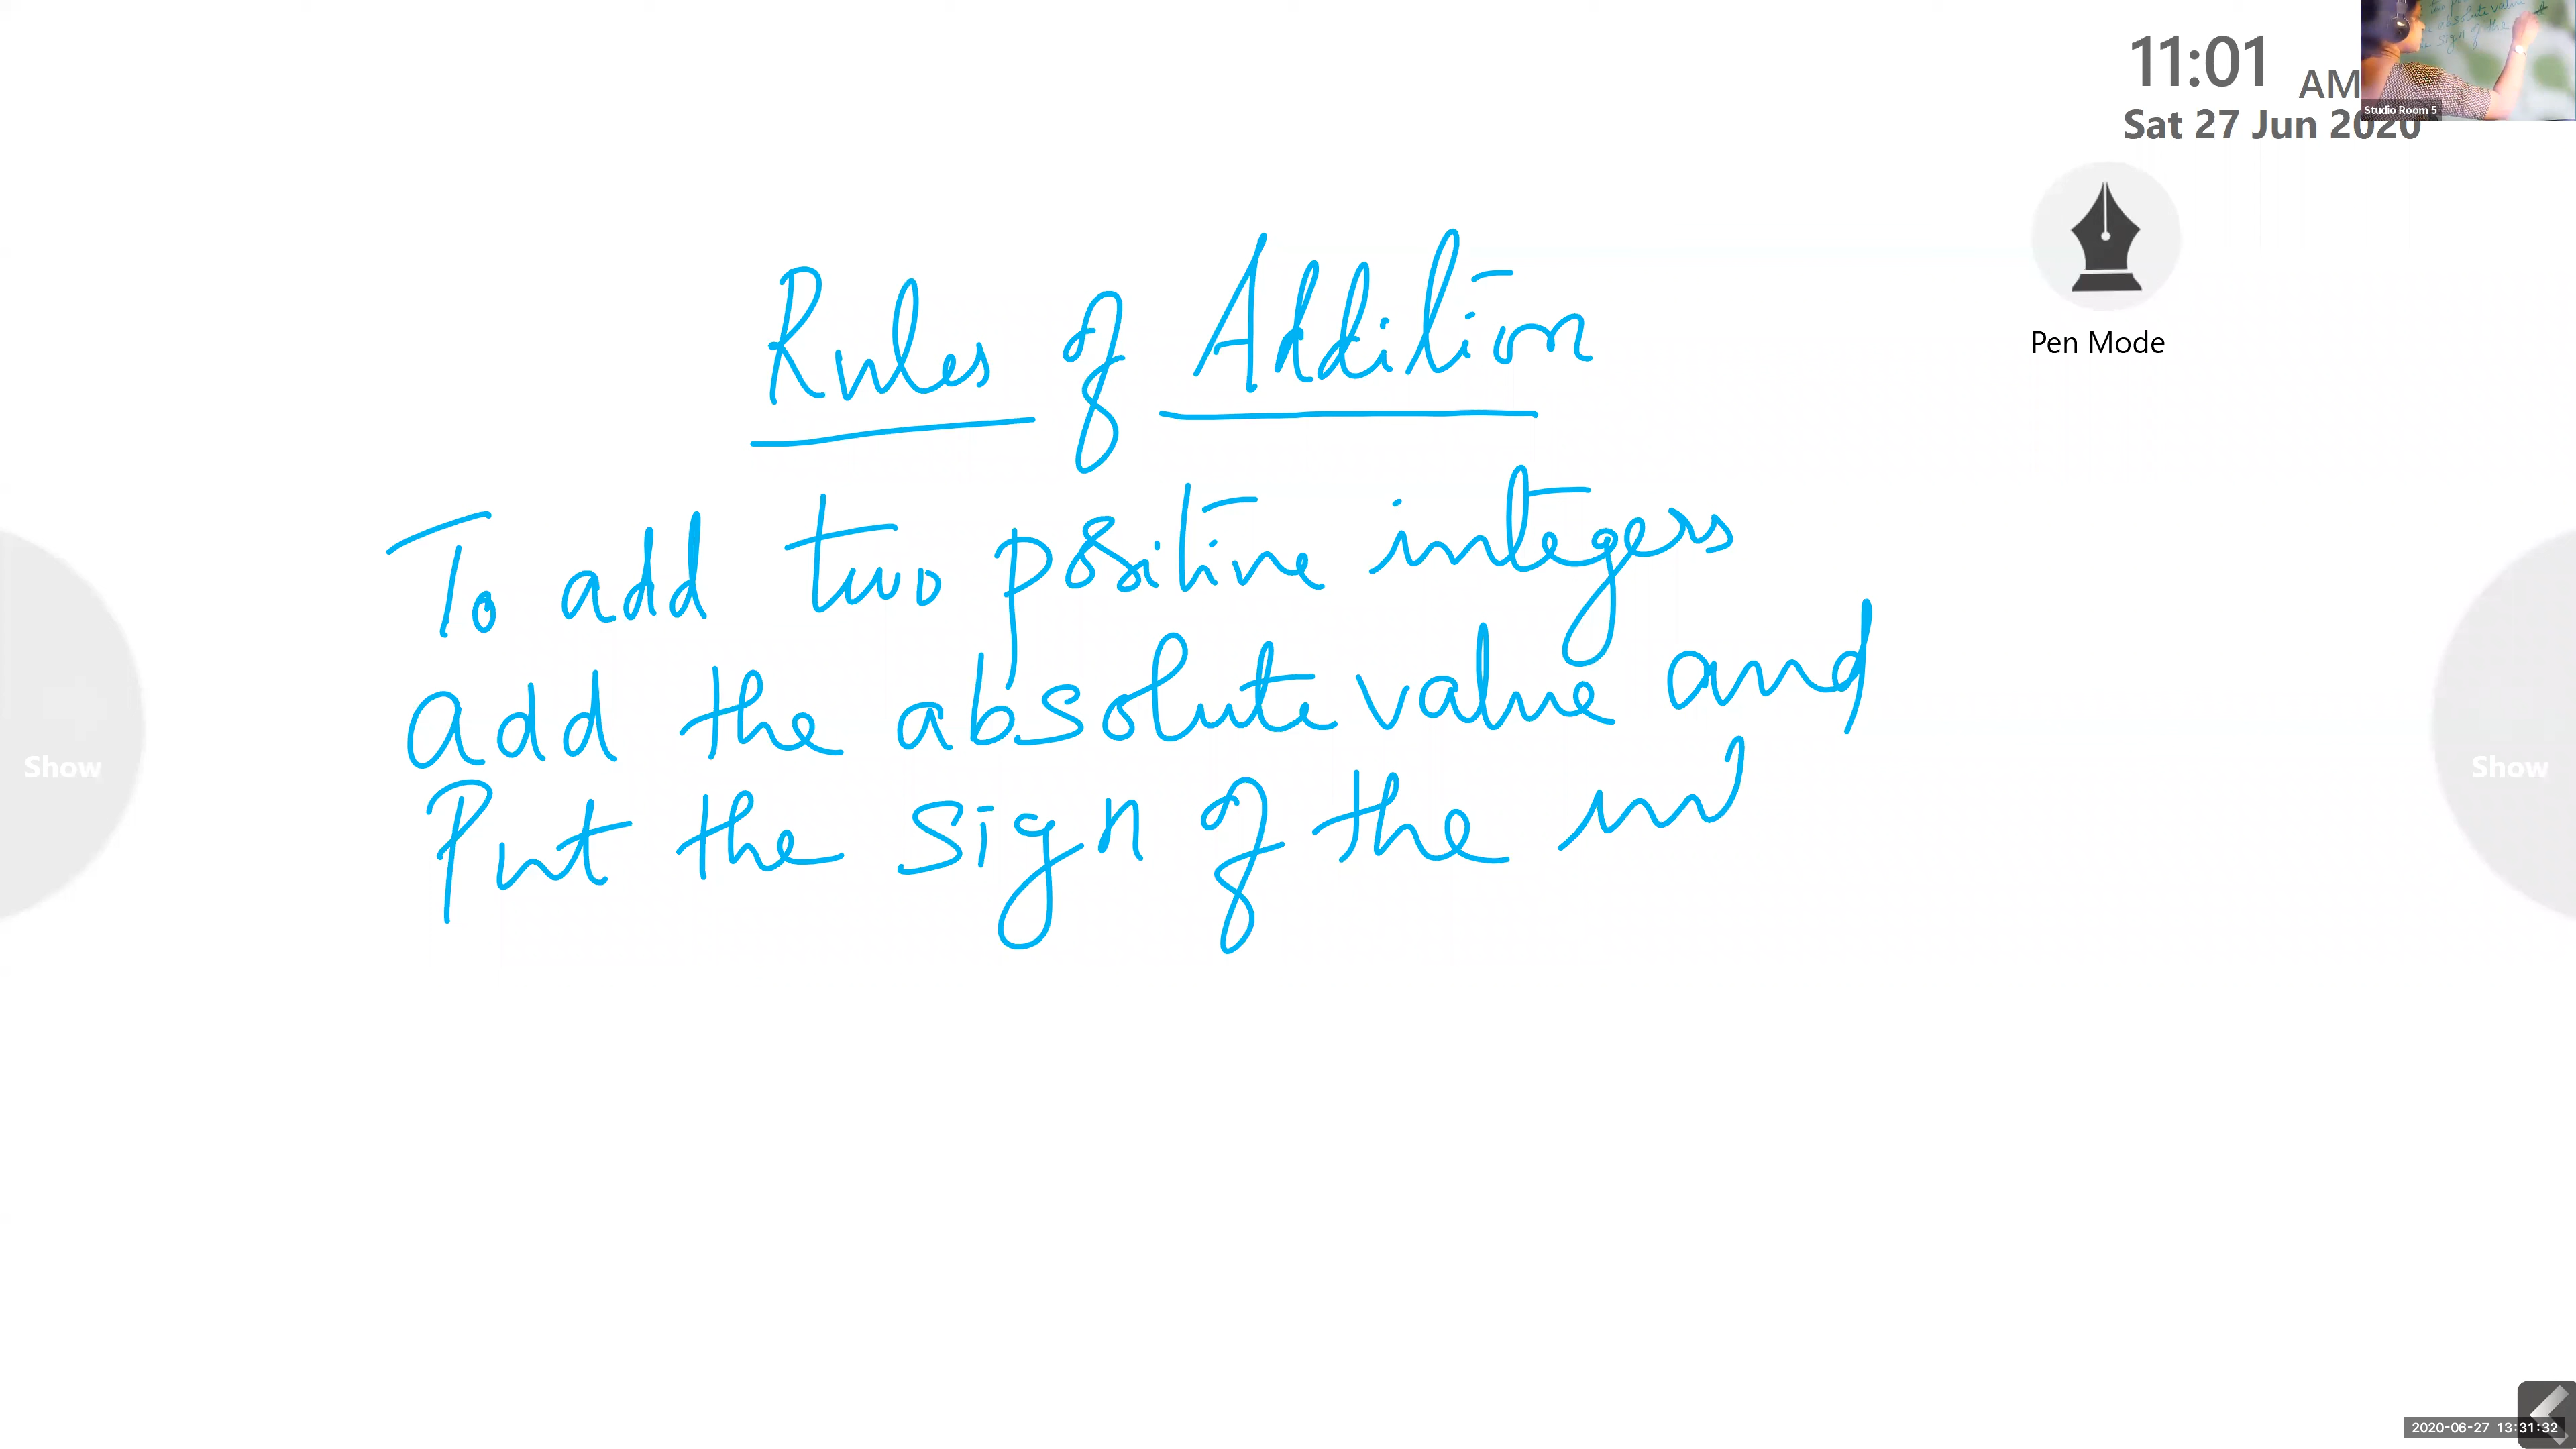 11:01 AM
Sat 27 Jun 2020
Studio Room 5
Pen Mode
Rules of Addition
To add two positive integers
add the absolute value and
Put the sign of the
Show
Show
2020-06-27 13:31:32